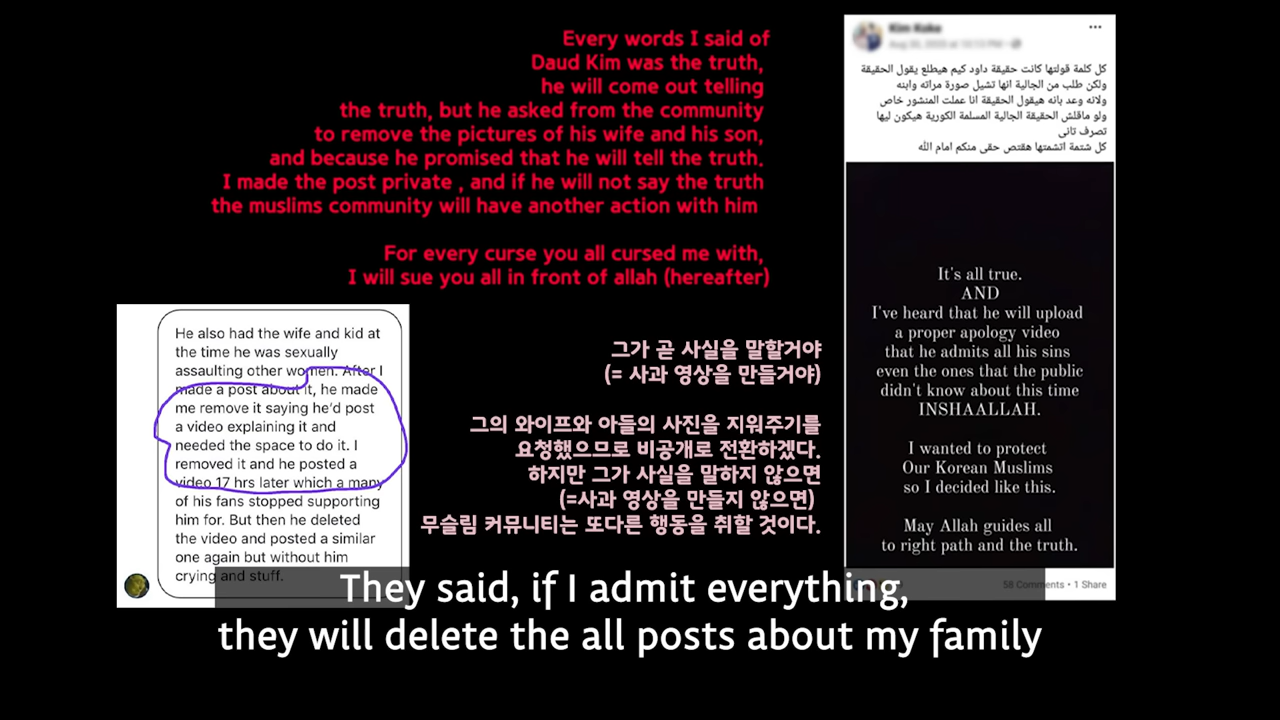 Every words I said of
Daud Kim was the truth,
he will come out telling
the truth, but he asked from the community
to remove the pictures of his wife and his son,
and because he promised that he will tell the truth.
I made the post private , and if he will not say the truth
the muslims community will have another action with him
For every curse you all cursed me with,
I will sue you all in front of allah (hereafter)
كل كلمة قولتها كانت حقيقة داود كيم هيطلع يقول الحقيقة
ولكن طلب من الجالية انها تشيل صورة مراته وابنه
ولانه وعد بانه هيقول الحقيقة انا عملت المنشور خاص
ولو ماقلش الحقيقة الجالية المسلمة الكورية هيكون ليها
تصرف تانى
كل شتمة اتشمتها هقتص حقى منكم امام الله
It's all true.
AND
I've heard that he will upload
a proper apology video
that he admits all his sins
even the ones that the public
didn't know about this time
INSHAALLAH.
I wanted to protect
Our Korean Muslims
so I decided like this.
May Allah guides all
to right path and the truth.
58 Comments • 1 Share
He also had the wife and kid at
the time he was sexually
assaulting other women. After I
made a post about it, he made
me remove it saying he'd post
a video explaining it and
needed the space to do it. I
removed it and he posted a
video 17 hrs later which a many
of his fans stopped supporting
him for. But then he deleted
the video and posted a similar
one again but without him
crying and stuff.
그가 곧 사실을 말할거야
(= 사과 영상을 만들거야)
그의 와이프와 아들의 사진을 지워주기를
요청했으므로 비공개로 전환하겠다.
하지만 그가 사실을 말하지 않으면
(=사과 영상을 만들지 않으면)
무슬림 커뮤니티는 또다른 행동을 취할 것이다.
They said, if I admit everything,
they will delete the all posts about my family